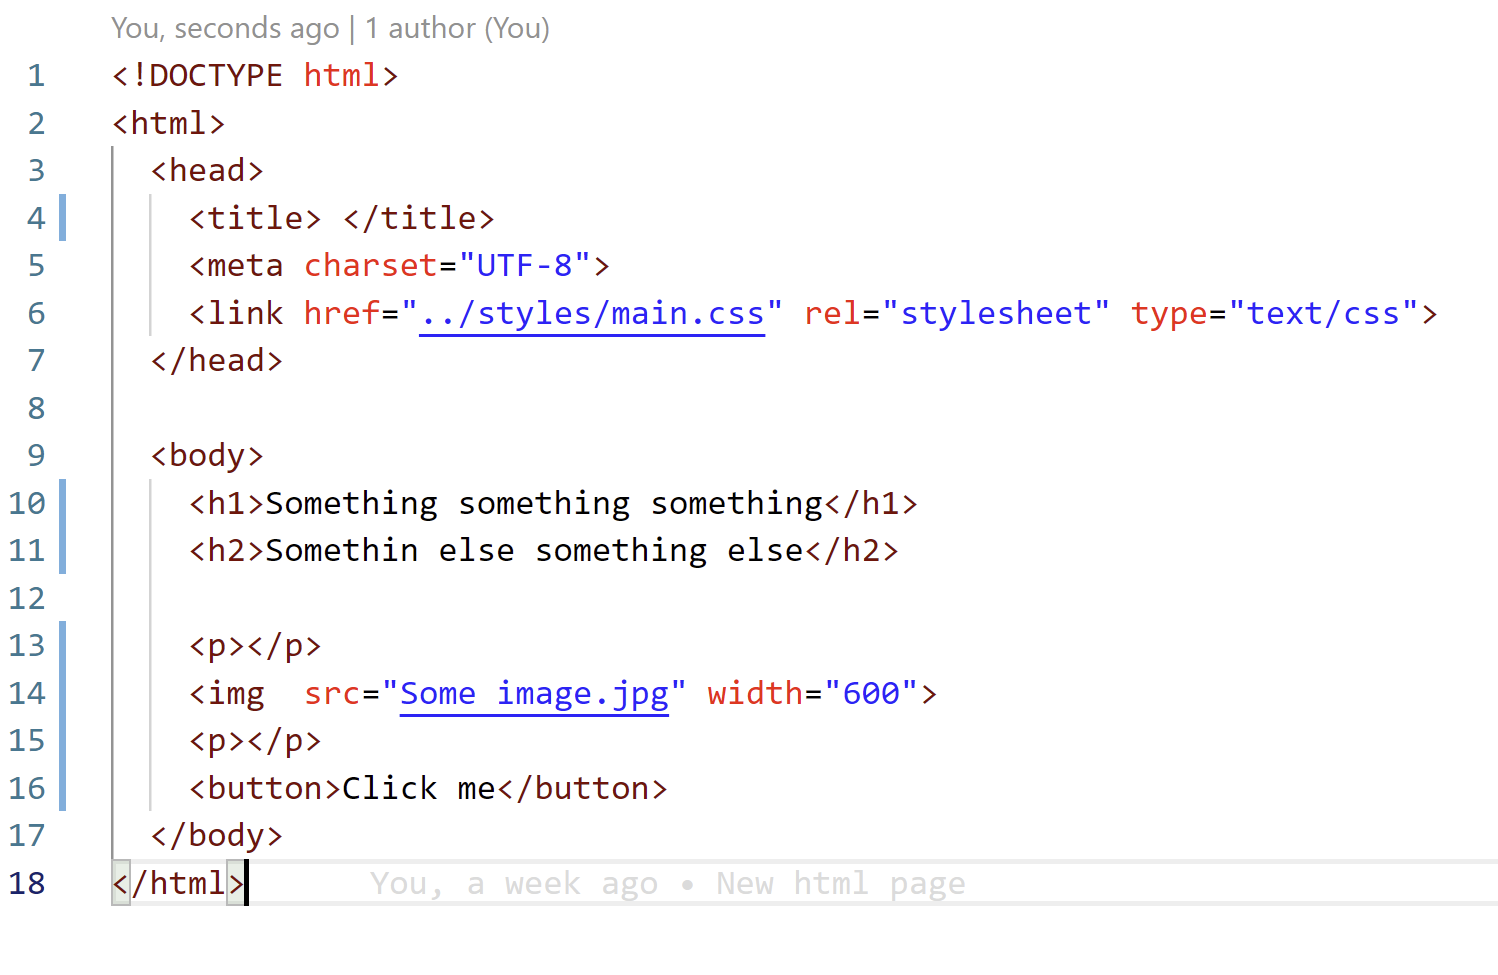 You, seconds ago | 1 author (You)
1 <!DOCTYPE html>
2 <html>
3 <head>
4 <title> </title>
5 <meta charset="UTF-8">
6 <link href="../styles/main.css" rel="stylesheet" type="text/css">
7 </head>
8
9 <body>
10 <h1>Something something something</h1>
11 <h2>Somethin else something else</h2>
12
13 <p></p>
14 <img  src="Some image.jpg" width="600">
15 <p></p>
16 <button>Click me</button>
17 </body>
18 </html> You, a week ago • New html page